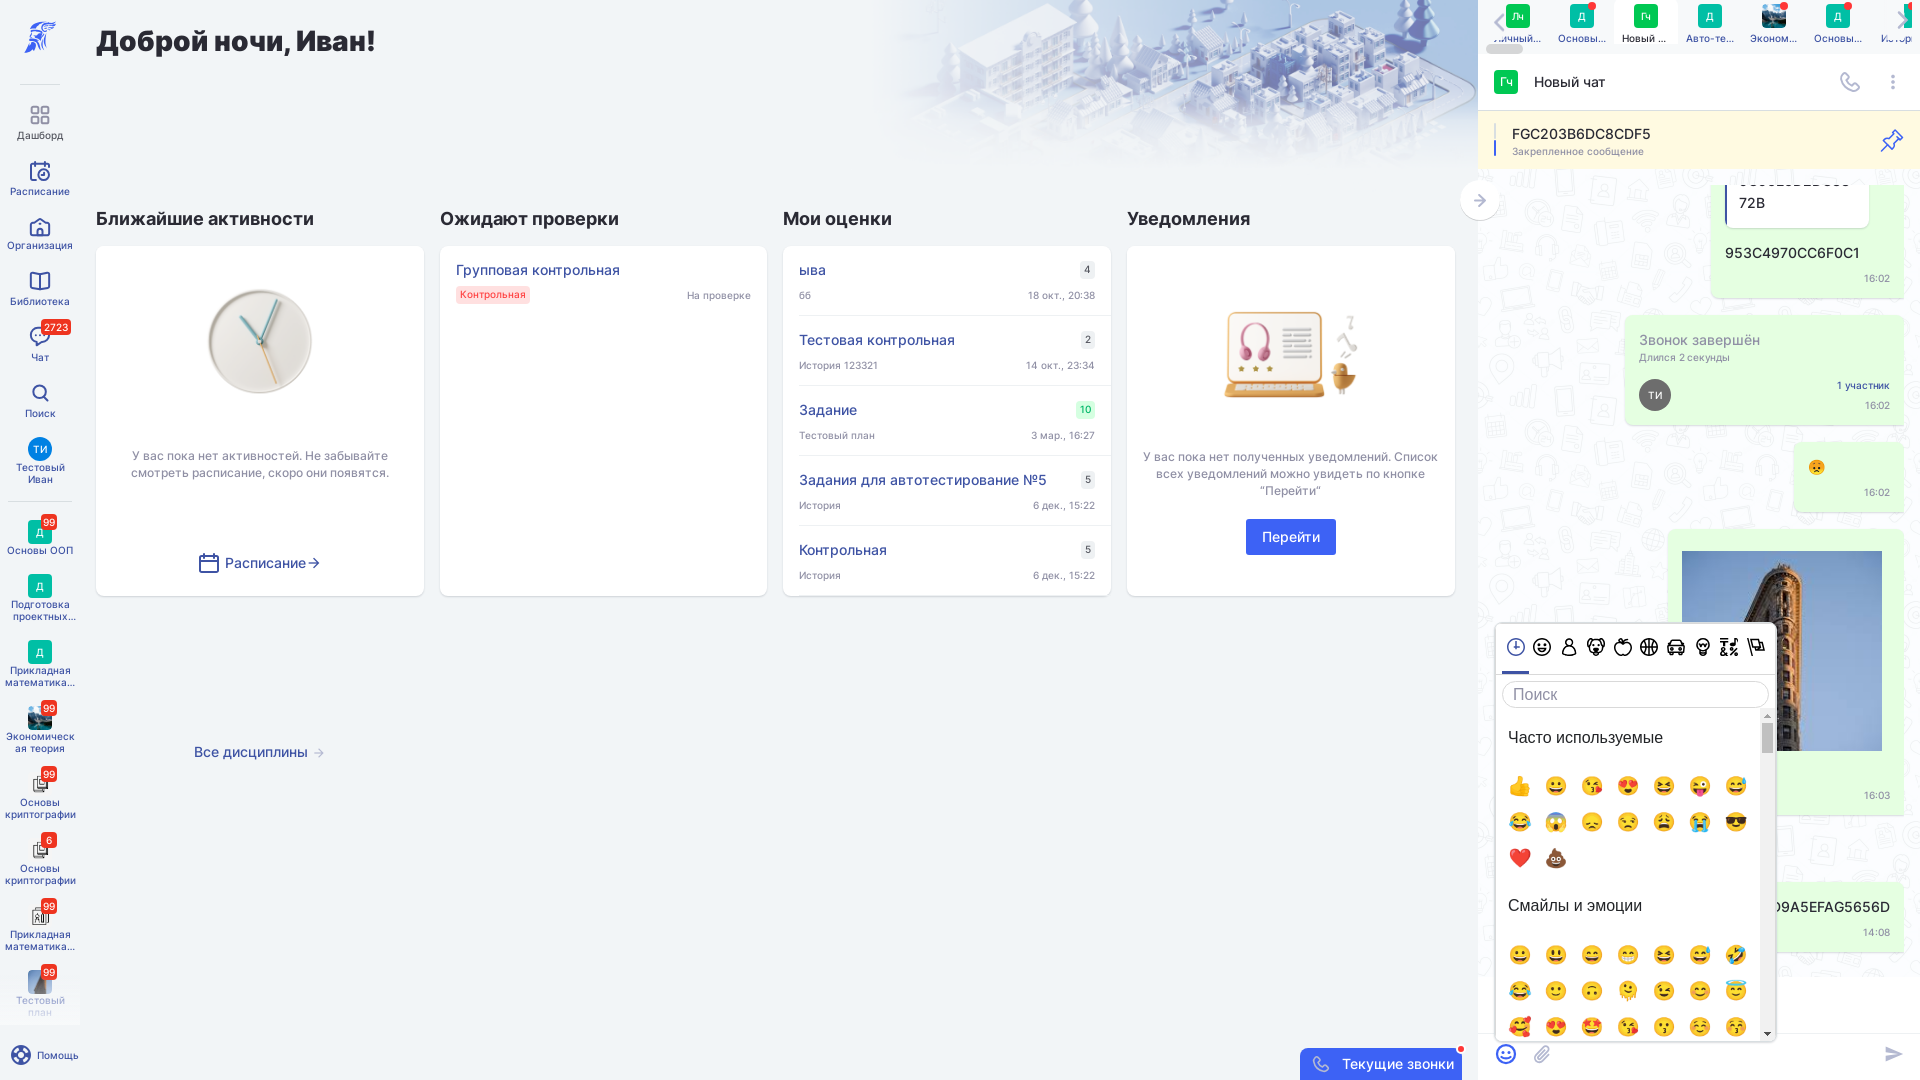 Доброй ночи, Иван!
Дашборд
Расписание
Организация
Библиотека
2723
Чат
Поиск
ТИ
Тестовый
Иван
99
Д
Основы ООП
Д
Подготовка
проектных...
Д
Прикладная
математика...
99
Экономическ
ая теория
99
Основы
криптографии
6
Основы
криптографии
99
Прикладная
математика...
99
Тестовый
план
Помощь
Ближайшие активности
У вас пока нет активностей. Не забывайте
смотреть расписание, скоро они появятся.
Расписание
Все дисциплины
Ожидают проверки
Групповая контрольная
Контрольная
На проверке
Мои оценки
ыва
4
бб
18 окт., 20:38
Тестовая контрольная
2
История 123321
14 окт., 23:34
Задание
10
Тестовый план
3 мар., 16:27
Задания для автотестирование №5
5
История
6 дек., 15:22
Контрольная
5
История
6 дек., 15:22
Уведомления
У вас пока нет полученных уведомлений. Список
всех уведомлений можно увидеть по кнопке
“Перейти”
Перейти
Текущие звонки
Лч
Д
Гч
Д
Д
Личный...
Основы...
Новый ...
Авто-те...
Эконом...
Основы...
Гч
Новый чат
FGC203B6DC8CDF5
Закрепленное сообщение
72B
953C4970CC6F0C1
16:02
Звонок завершён
Длился 2 секунды
ТИ
1 участник
16:02
16:02
16:03
D9A5EFAG5656D
14:08
Поиск
Часто используемые
Смайлы и эмоции